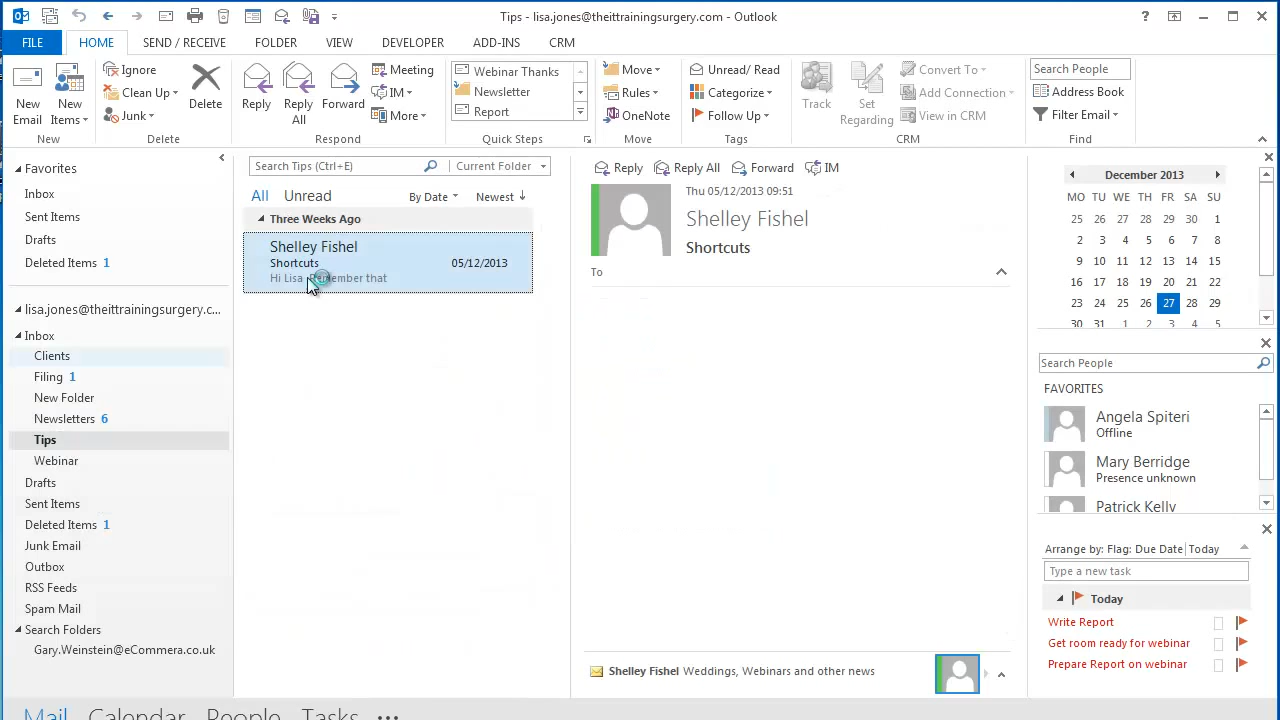 Tips - lisa.jones@theittrainingsurgery.com - Outlook
FILE HOME SEND / RECEIVE FOLDER VIEW DEVELOPER ADD-INS CRM
New Email
New Items
New
Ignore
Clean Up
Junk
Delete
Delete
Reply
Reply All
Forward
Meeting
IM
More
Respond
Webinar Thanks
Newsletter
Report
Quick Steps
Move
Rules
OneNote
Move
Unread/ R
Categorize
Follow Up
Tags
Track
Set Regarding
Convert To
Add Connection
View in CRM
CRM
Search People
Address Book
Filter Email
Find
Favorites
Inbox
Sent Items
Drafts
Deleted Items 1
lisa.jones@theittrainingsurgery.c...
Inbox
Clients
Filing 1
New Folder
Newsletters 6
Tips
Webinar
Drafts
Sent Items
Deleted Items 1
Junk Email
Outbox
RSS Feeds
Spam Mail
Search Folders
Gary.Weinstein@eCommera.co.uk
Search Tips (Ctrl+E) Current Folder
All Unread By Date Newest
Three Weeks Ago
Shelley Fishel
Shortcuts 05/12/2013
Hi Lisa Remember that
Reply Reply All Forward IM
Thu 05/12/2013 09:51
Shelley Fishel
Shortcuts
To
Shelley Fishel Weddings, Webinars and other news
December 2013
MO TU WE TH FR SA SU
25 26 27 28 29 30 1
2 3 4 5 6 7 8
9 10 11 12 13 14 15
16 17 18 19 20 21 22
23 24 25 26 27 28 29
30 31 1 2 3 4 5
Search People
FAVORITES
Angela Spiteri
Offline
Mary Berridge
Presence unknown
Patrick Kelly
Arrange by: Flag: Due Date Today
Type a new task
Today
Write Report
Get room ready for webinar
Prepare Report on webinar
Mail Calendar People Tasks